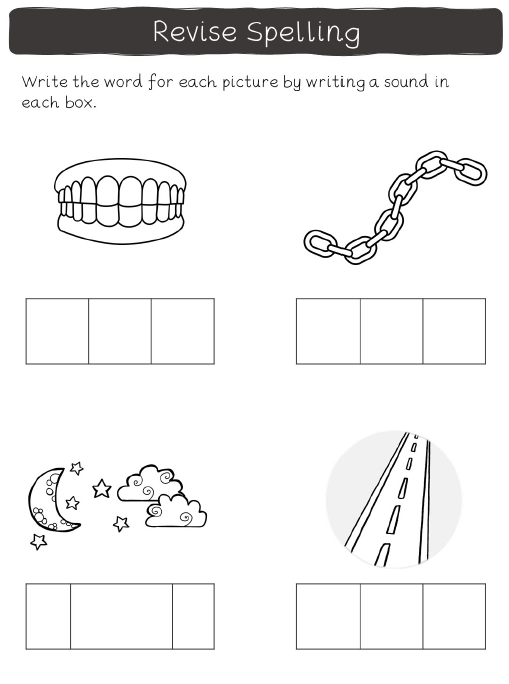 Revise Spelling
Write the word for each picture by writing a sound in
each box.